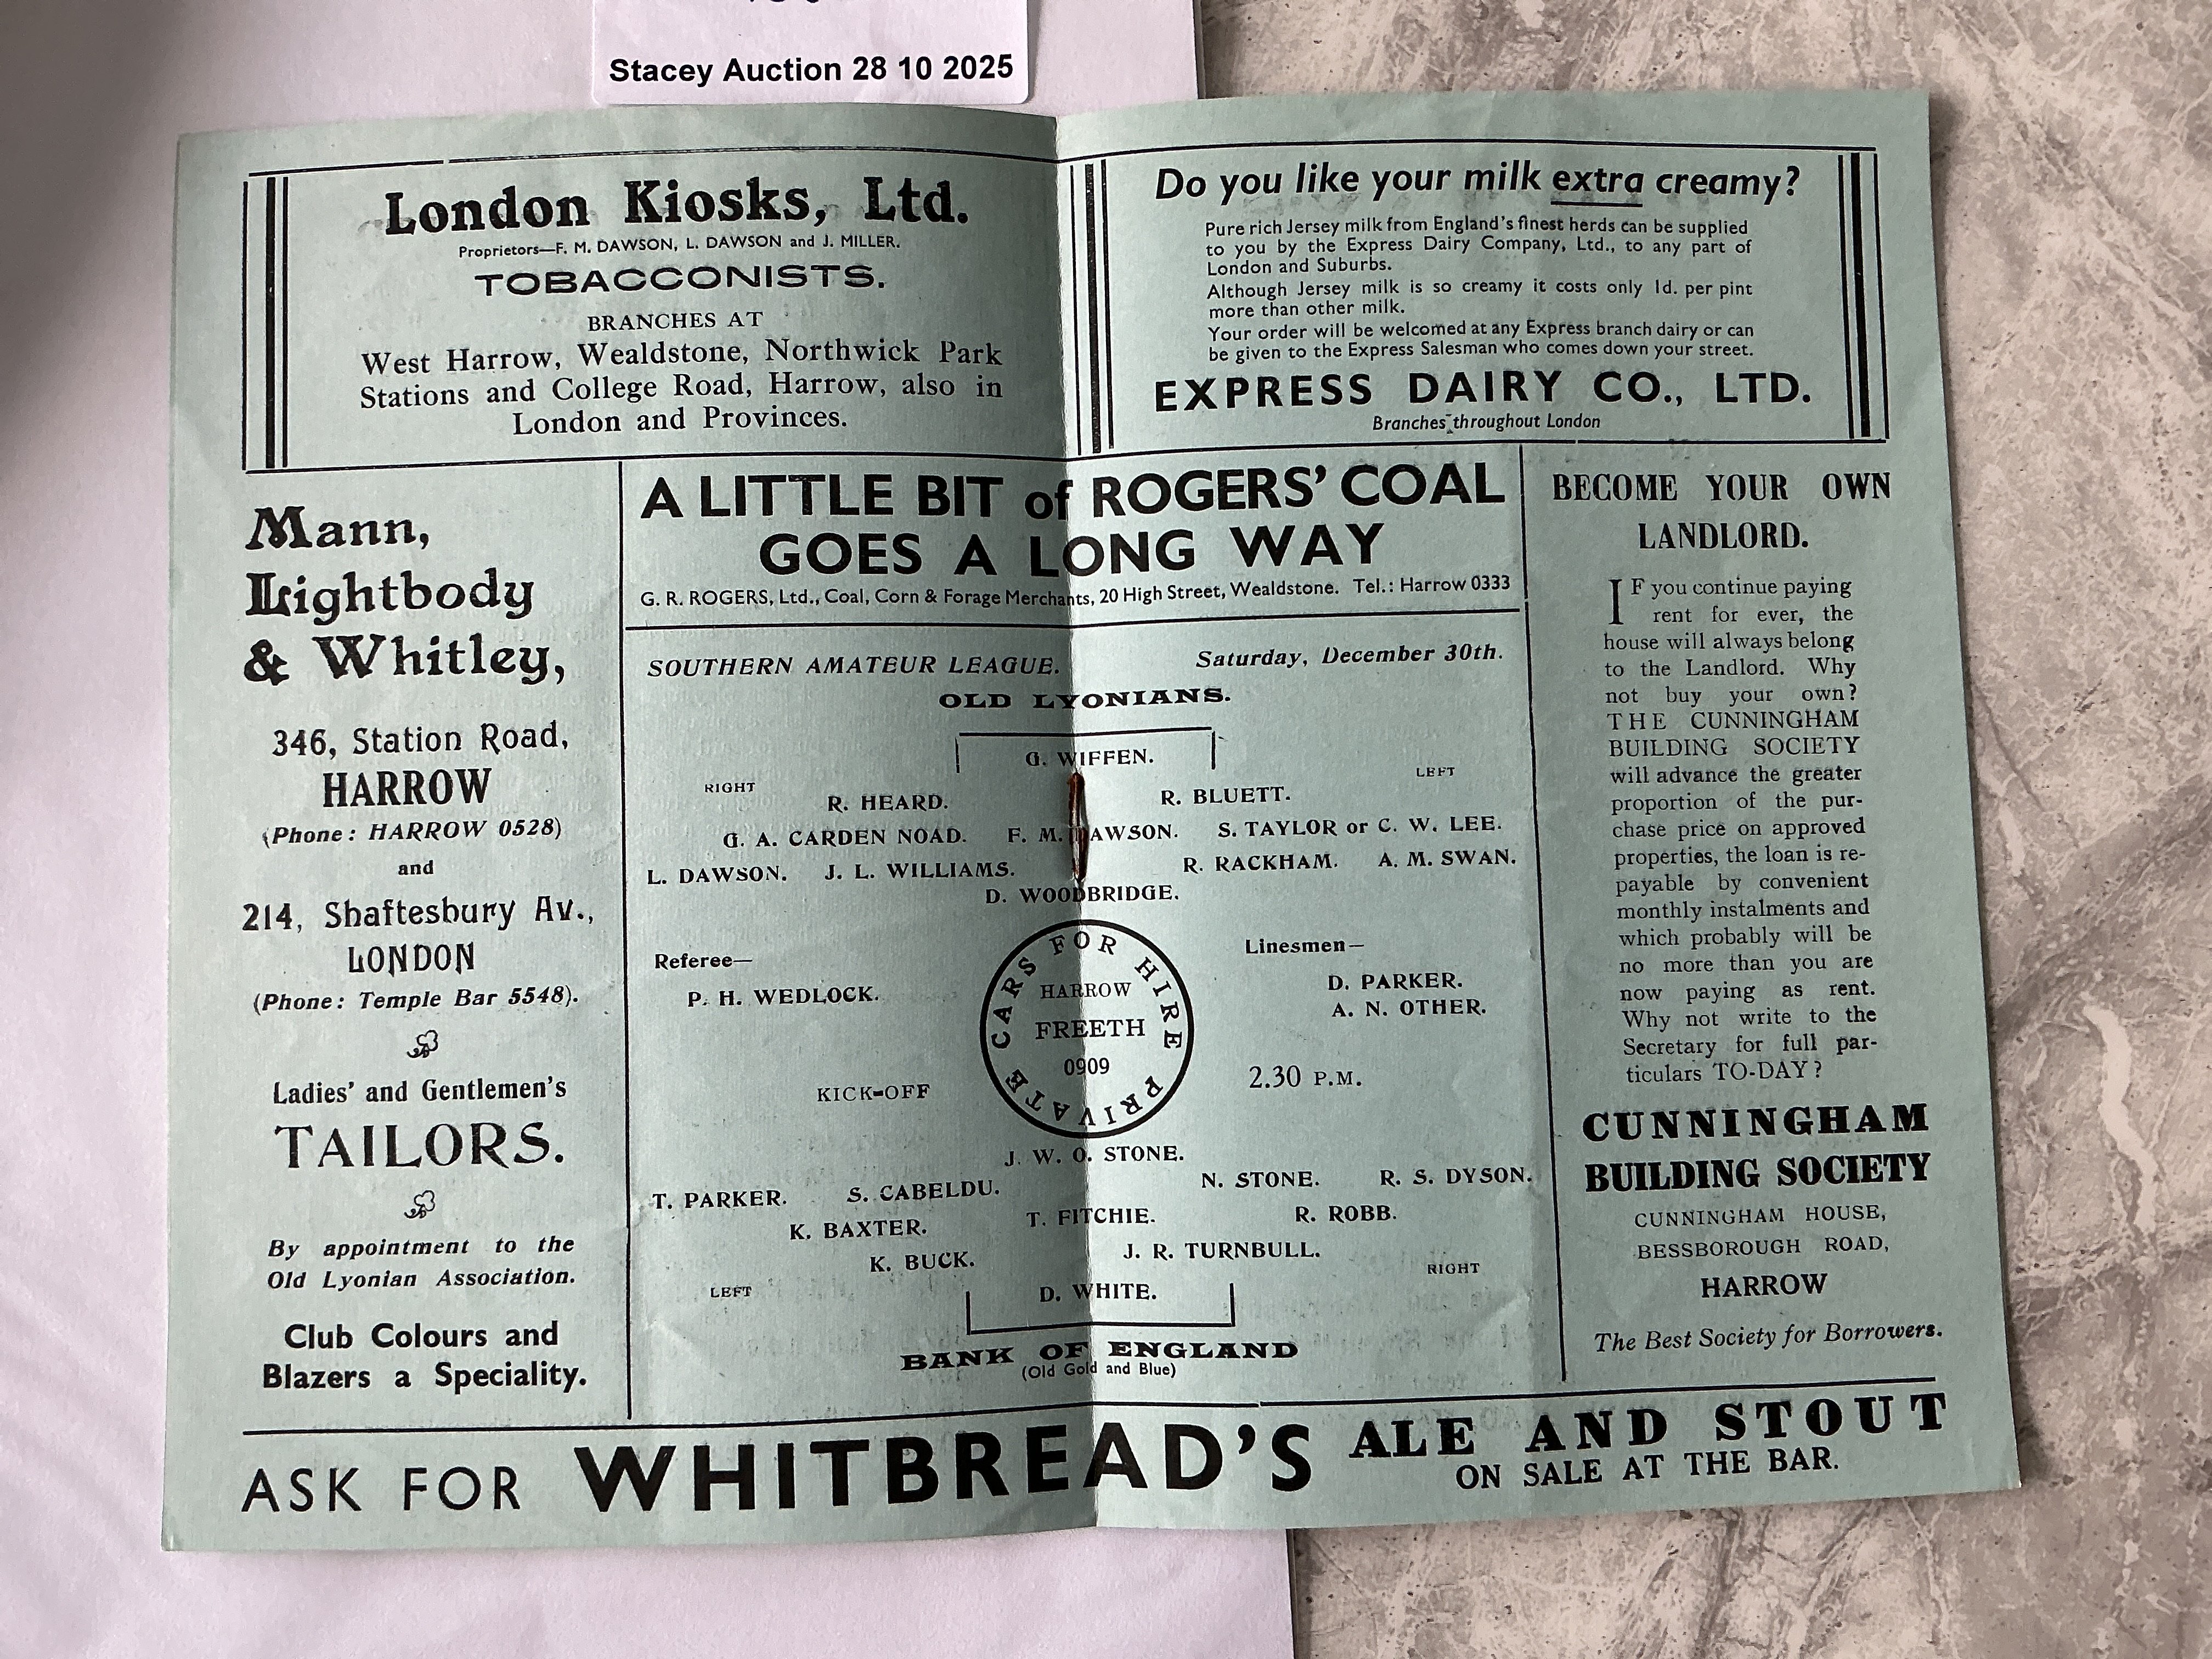 Stacey Auction 28 10 2025
London Kiosks, Ltd.
Proprietors—F. M. DAWSON, L. DAWSON and J. MILLER.
TOBACCONISTS.
BRANCHES AT
West Harrow, Wealdstone, Northwick Park
Stations and College Road, Harrow, also in
London and Provinces.
Do you like your milk extra creamy?
Pure rich Jersey milk from England's finest herds can be supplied
to you by the Express Dairy Company, Ltd., to any part of
London and Suburbs.
Although Jersey milk is so creamy it costs only 1d. per pint
more than other milk.
Your order will be welcomed at any Express branch dairy or can
be given to the Express Salesman who comes down your street.
EXPRESS DAIRY CO., LTD.
Branches throughout London
Mann,
Lightbody
& Whitley,
346, Station Road,
HARROW
(Phone: HARROW 0528)
and
214, Shaftesbury Av.,
LONDON
(Phone: Temple Bar 5548).
Ladies' and Gentlemen's
TAILORS.
By appointment to the
Old Lyonian Association.
Club Colours and
Blazers a Speciality.
A LITTLE BIT of ROGERS' COAL
GOES A LONG WAY
G. R. ROGERS, Ltd., Coal, Corn & Forage Merchants, 20 High Street, Wealdstone. Tel.: Harrow 0333
SOUTHERN AMATEUR LEAGUE. Saturday, December 30th.
OLD LYONIANS.
G. WIFFEN.
RIGHT LEFT
R. HEARD. R. BLUETT.
G. A. CARDEN NOAD. F. M. DAWSON. S. TAYLOR or C. W. LEE.
L. DAWSON. J. L. WILLIAMS. R. RACKHAM. A. M. SWAN.
D. WOODBRIDGE.
Referee— Linesmen—
P. H. WEDLOCK. D. PARKER.
A. N. OTHER.
PRIVATE CARS FOR HIRE
HARROW
FREETH
0909
KICK-OFF 2.30 P.M.
J. W. O. STONE.
T. PARKER. S. CABELDU. N. STONE. R. S. DYSON.
K. BAXTER. T. FITCHIE. R. ROBB.
K. BUCK. J. R. TURNBULL.
LEFT RIGHT
D. WHITE.
BANK OF ENGLAND
(Old Gold and Blue)
BECOME YOUR OWN
LANDLORD.
IF you continue paying
rent for ever, the
house will always belong
to the Landlord. Why
not buy your own?
THE CUNNINGHAM
BUILDING SOCIETY
will advance the greater
proportion of the pur-
chase price on approved
properties, the loan is re-
payable by convenient
monthly instalments and
which probably will be
no more than you are
now paying as rent.
Why not write to the
Secretary for full par-
ticulars TO-DAY?
CUNNINGHAM
BUILDING SOCIETY
CUNNINGHAM HOUSE,
BESSBOROUGH ROAD,
HARROW
The Best Society for Borrowers.
ASK FOR WHITBREAD'S ALE AND STOUT
ON SALE AT THE BAR.